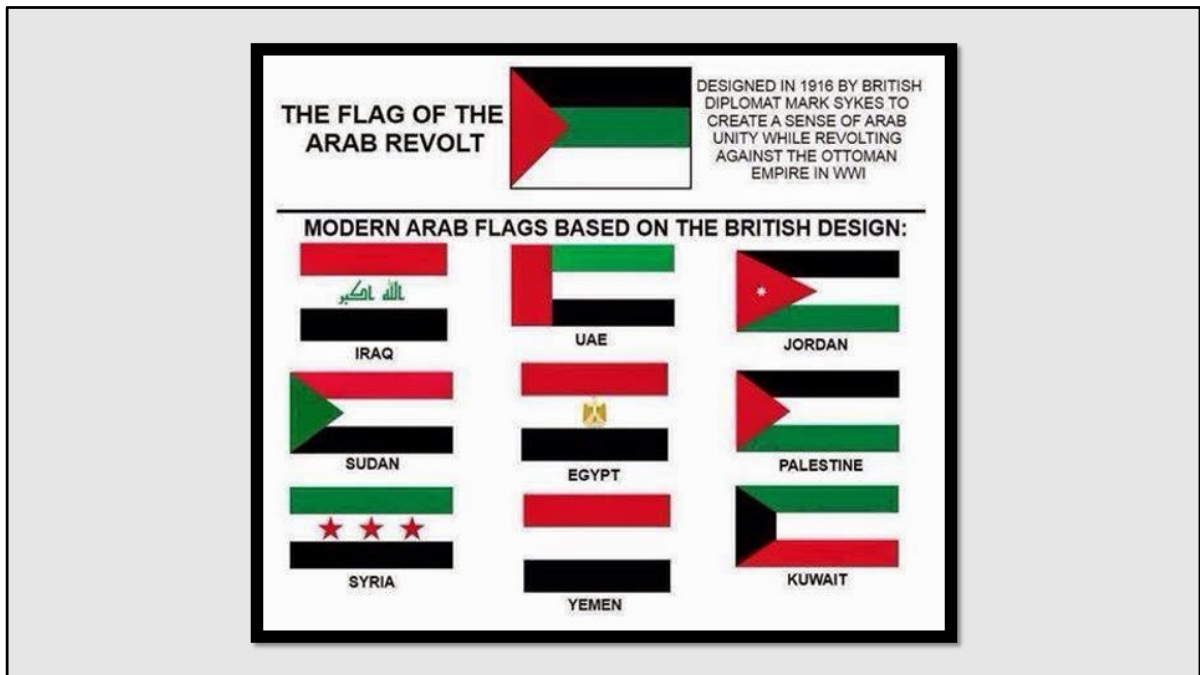 THE FLAG OF THE
ARAB REVOLT
DESIGNED IN 1916 BY BRITISH
DIPLOMAT MARK SYKES TO
CREATE A SENSE OF ARAB
UNITY WHILE REVOLTING
AGAINST THE OTTOMAN
EMPIRE IN WWI
MODERN ARAB FLAGS BASED ON THE BRITISH DESIGN:
الله اكبر
IRAQ
UAE
JORDAN
SUDAN
EGYPT
PALESTINE
SYRIA
YEMEN
KUWAIT